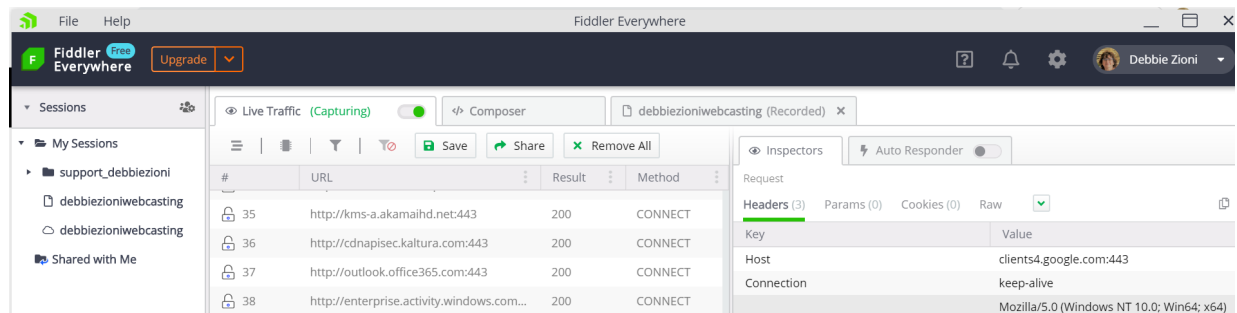 File Help Fiddler Everywhere
Fiddler Free Everywhere Upgrade ? Debbie Zioni
Sessions Live Traffic (Capturing) </> Composer debbiezioniwebcasting (Recorded)
My Sessions Save Share Remove All Inspectors Auto Responder
support_debbiezioni # URL Result Method Request
debbiezioniwebcasting 35 http://kms-a.akamaihd.net:443 200 CONNECT Headers (3) Params (0) Cookies (0) Raw
debbiezioniwebcasting 36 http://cdnapisec.kaltura.com:443 200 CONNECT Key Value
Shared with Me 37 http://outlook.office365.com:443 200 CONNECT Host clients4.google.com:443
Connection keep-alive
38 http://enterprise.activity.windows.com... 200 CONNECT Mozilla/5.0 (Windows NT 10.0; Win64; x64)